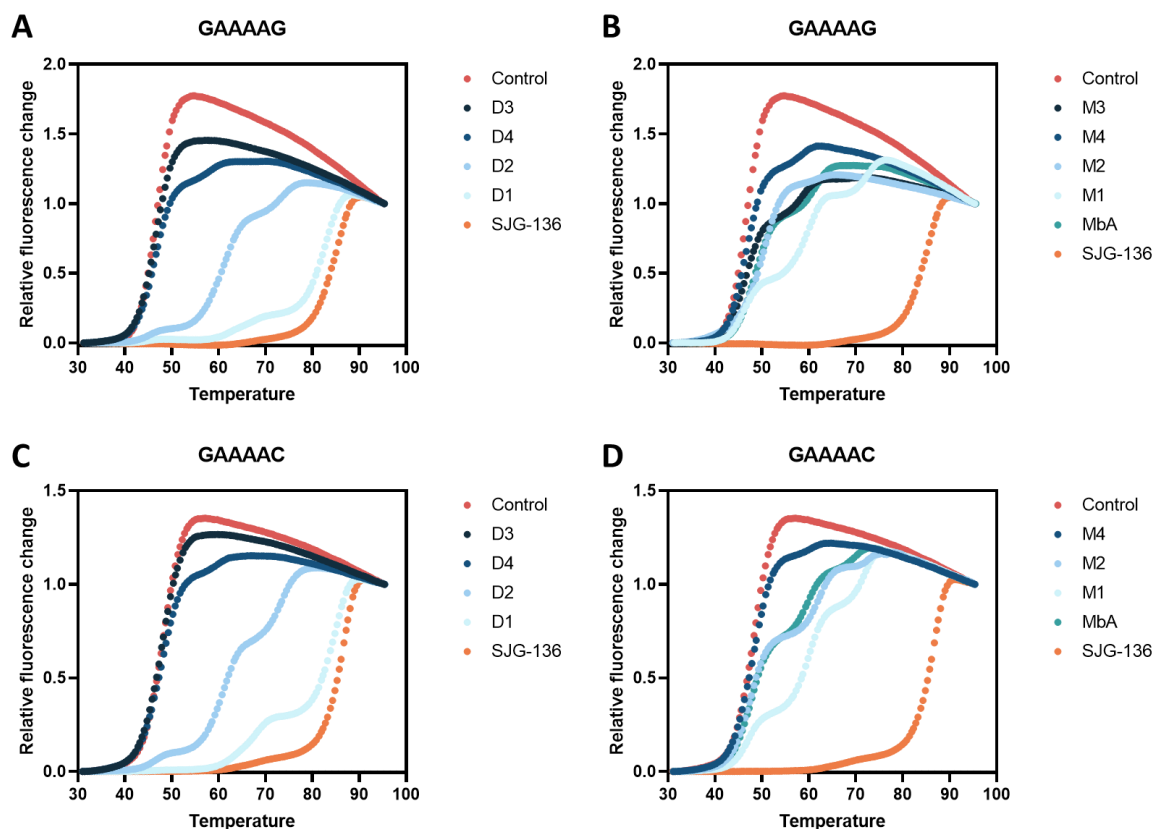 A
GAAAAG
Relative fluorescence change
2.0
1.5
1.0
0.5
0.0
30 40 50 60 70 80 90 100
Temperature
Control
D3
D4
D2
D1
SJG-136
B
GAAAAG
Relative fluorescence change
2.0
1.5
1.0
0.5
0.0
30 40 50 60 70 80 90 100
Temperature
Control
M3
M4
M2
M1
MbA
SJG-136
C
GAAAAC
Relative fluorescence change
1.5
1.0
0.5
0.0
30 40 50 60 70 80 90 100
Temperature
Control
D3
D4
D2
D1
SJG-136
D
GAAAAC
Relative fluorescence change
1.5
1.0
0.5
0.0
30 40 50 60 70 80 90 100
Temperature
Control
M4
M2
M1
MbA
SJG-136